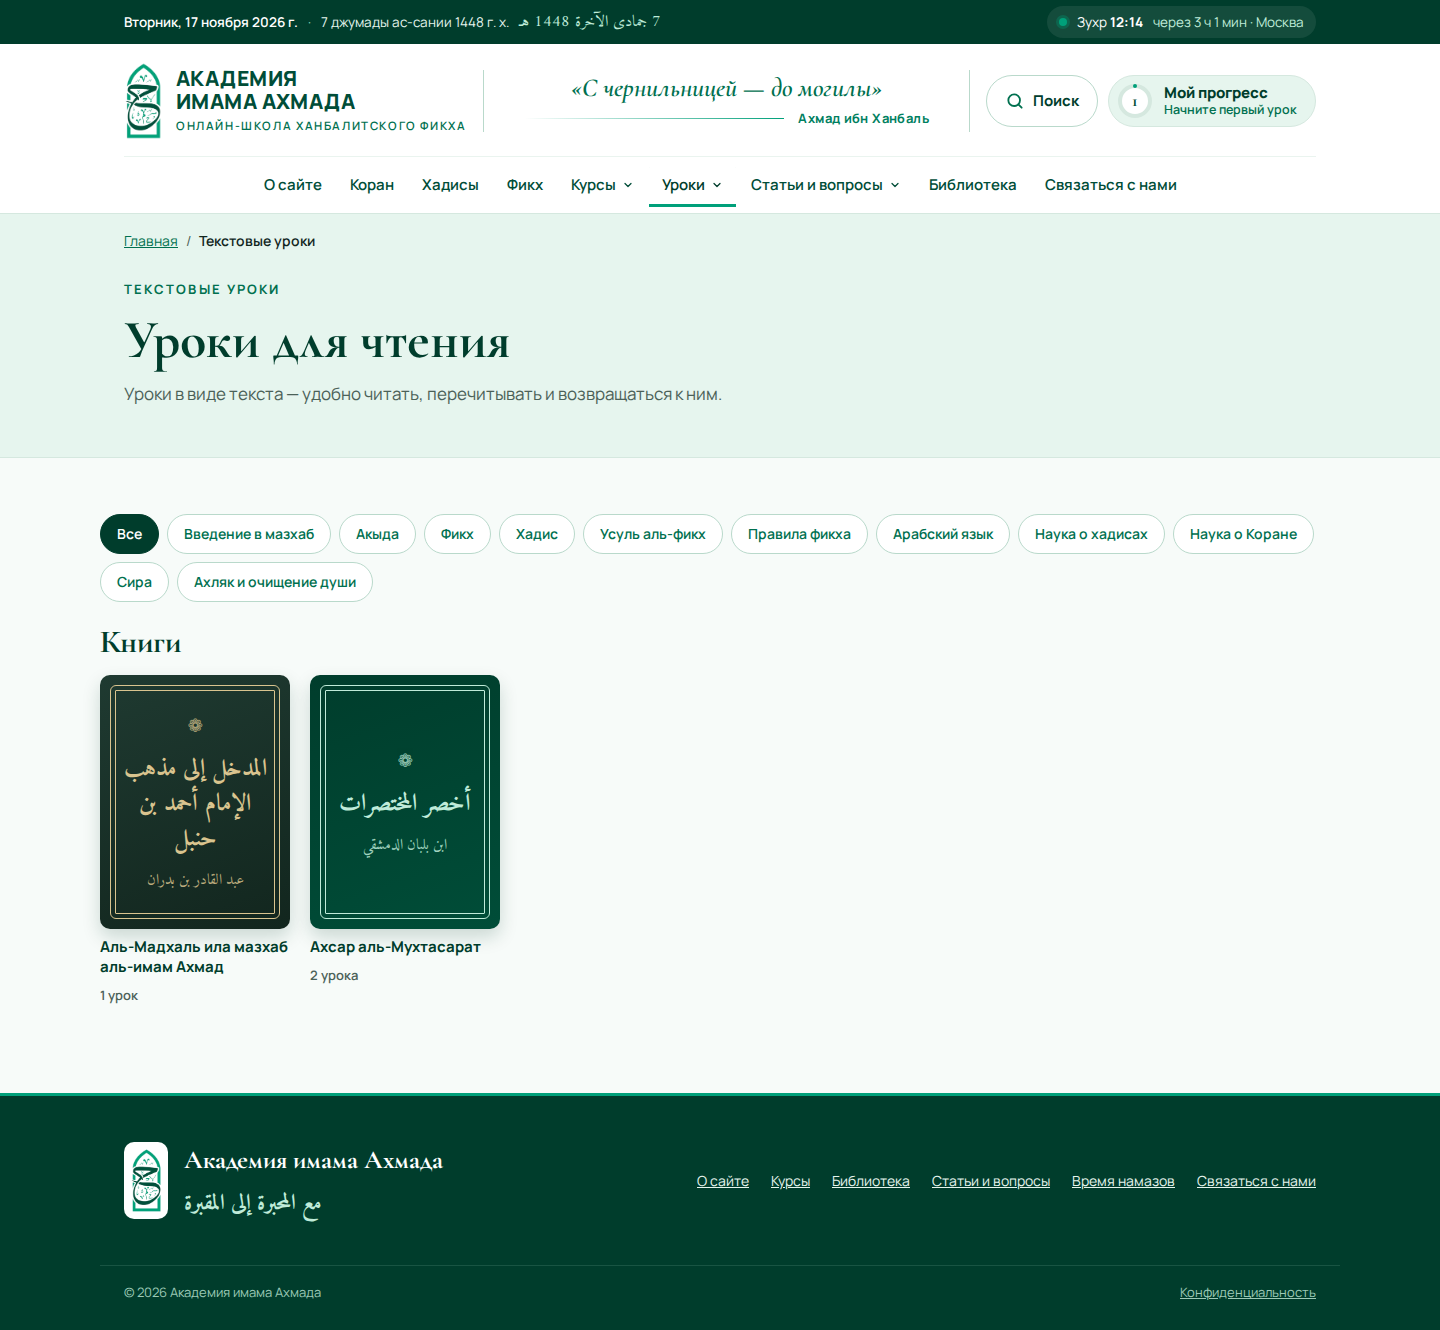 Вторник, 17 ноября 2026 г. · 7 джумады ас-сании 1448 г. х. 7 جمادى الآخرة 1448 هـ
Зухр 12:14 через 3 ч 1 мин · Москва
АКАДЕМИЯ
ИМАМА АХМАДА
ОНЛАЙН-ШКОЛА ХАНБАЛИТСКОГО ФИКХА
«С чернильницей — до могилы»
Ахмад ибн Ханбаль
Поиск
1
Мой прогресс
Начните первый урок
О сайте Коран Хадисы Фикх Курсы Уроки Статьи и вопросы Библиотека Связаться с нами
Главная / Текстовые уроки
ТЕКСТОВЫЕ УРОКИ
Уроки для чтения
Уроки в виде текста — удобно читать, перечитывать и возвращаться к ним.
Все Введение в мазхаб Акыда Фикх Хадис Усуль аль-фикх Правила фикха Арабский язык Наука о хадисах Наука о Коране
Сира Ахляк и очищение души
Книги
المدخل إلى مذهب
الإمام أحمد بن
حنبل
عبد القادر بن بدران
أخصر المختصرات
ابن بلبان الدمشقي
Аль-Мадхаль ила мазхаб
аль-имам Ахмад
1 урок
Ахсар аль-Мухтасарат
2 урока
Академия имама Ахмада
مع المحبرة إلى المقبرة
О сайте Курсы Библиотека Статьи и вопросы Время намазов Связаться с нами
© 2026 Академия имама Ахмада
Конфиденциальность